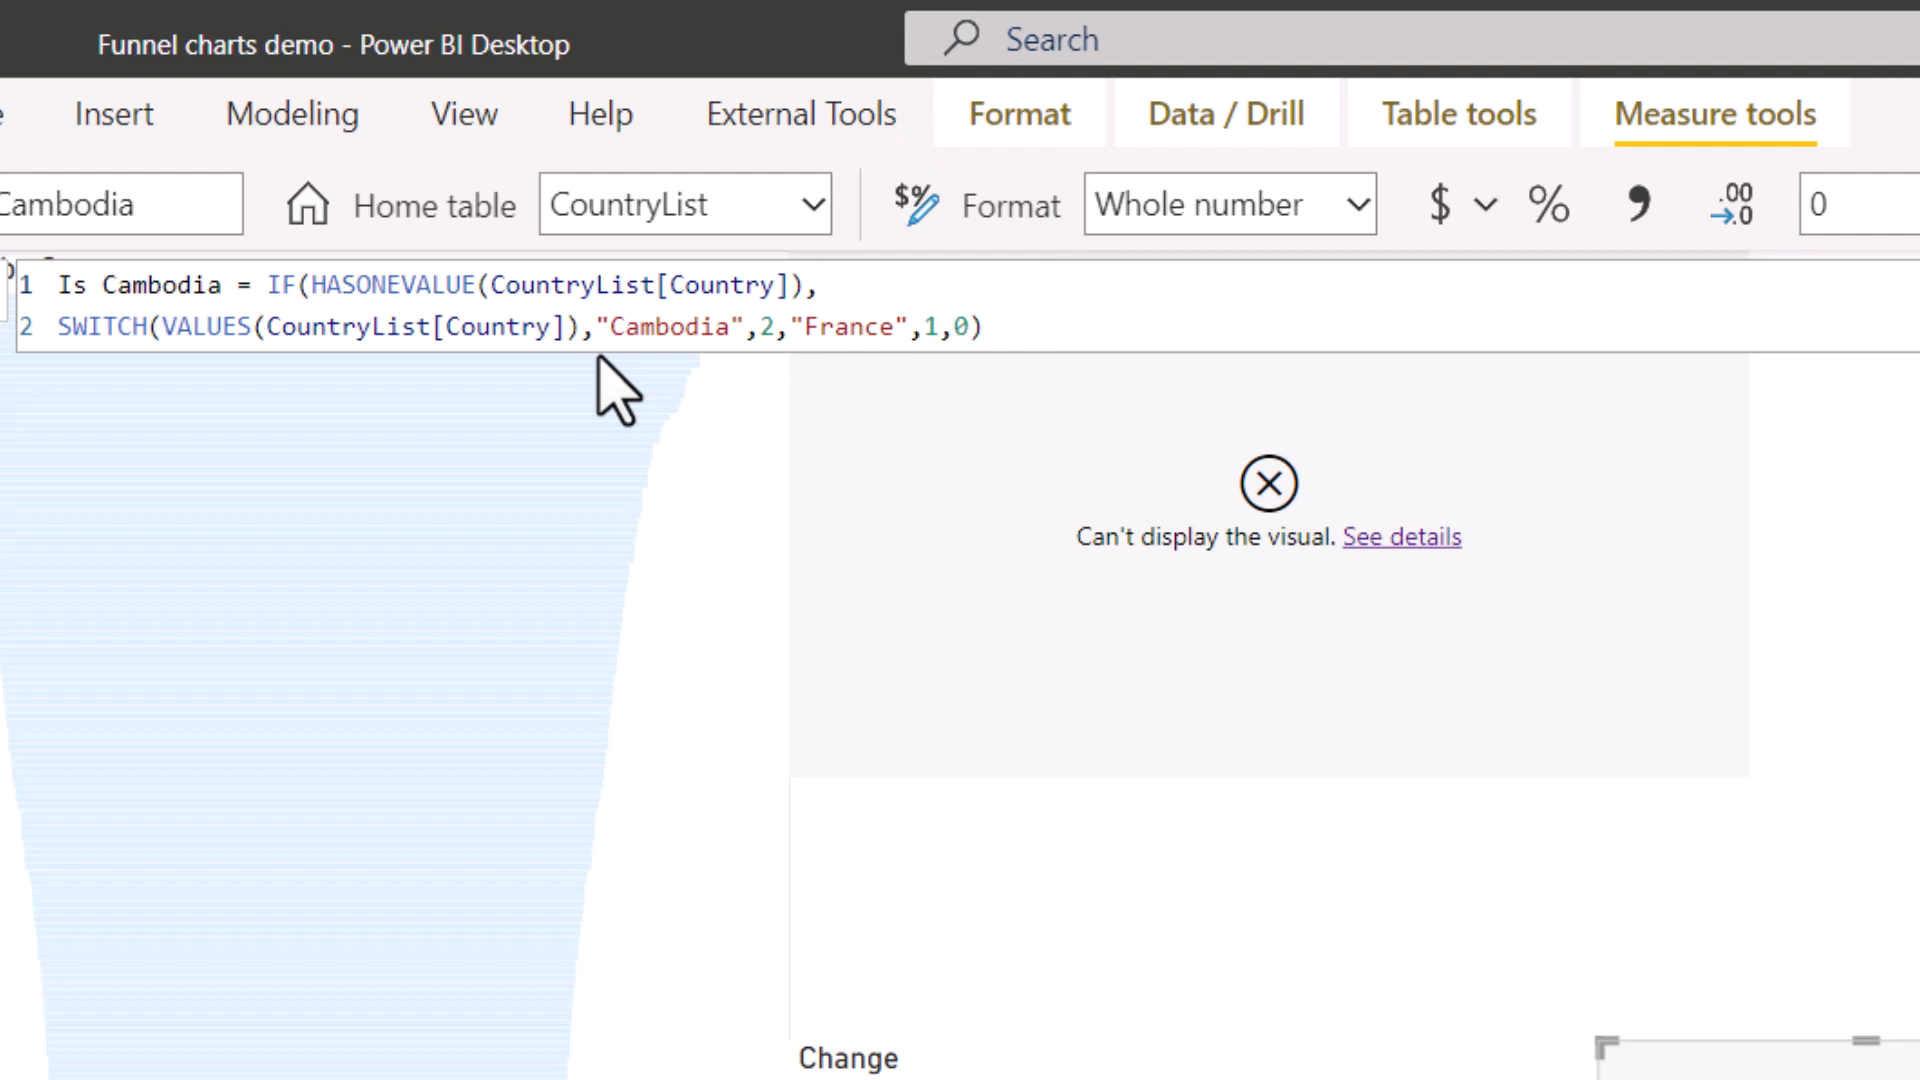 Funnel charts demo - Power BI Desktop
Search
Insert Modeling View Help External Tools Format Data / Drill Table tools Measure tools
Cambodia Home table CountryList $% Format Whole number $ % , .00 .0 0
1 Is Cambodia = IF(HASONEVALUE(CountryList[Country]),
2 SWITCH(VALUES(CountryList[Country]),"Cambodia",2,"France",1,0)
Can't display the visual. See details
Change